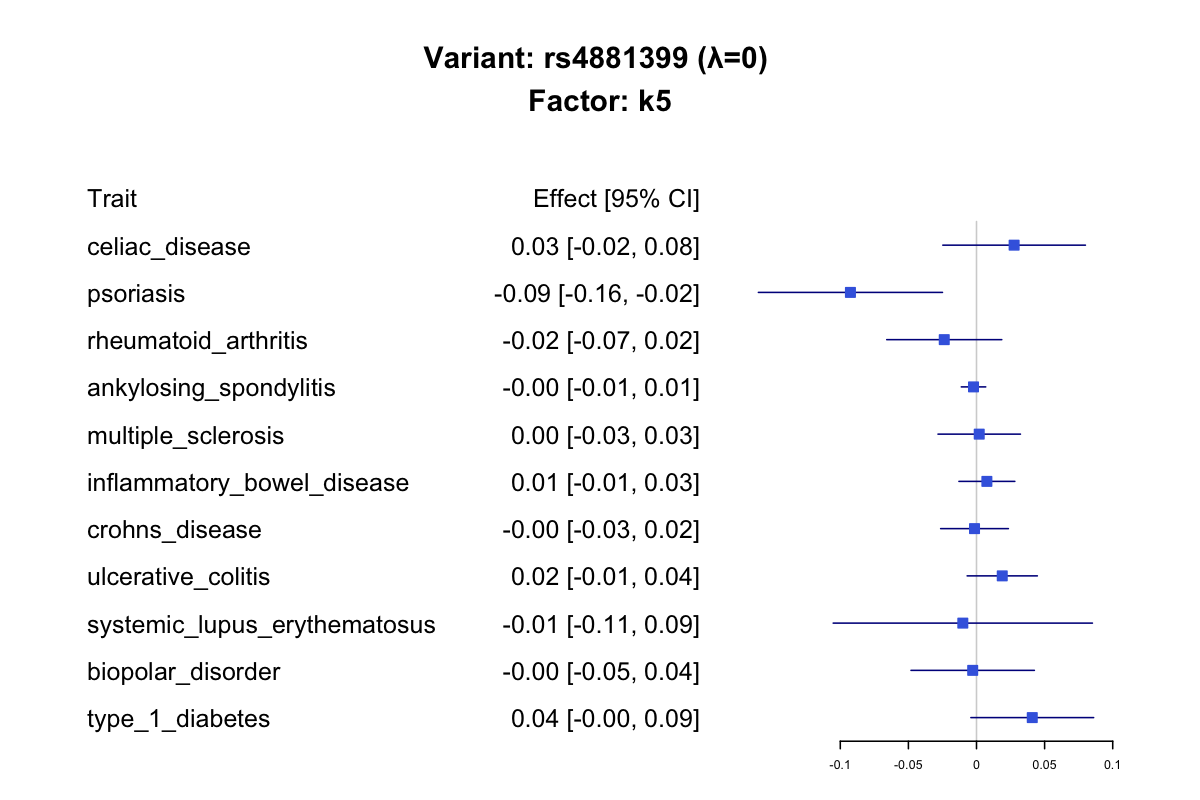 Variant: rs4881399 (λ=0)
Factor: k5
Trait Effect [95% CI]
celiac_disease 0.03 [-0.02, 0.08]
psoriasis -0.09 [-0.16, -0.02]
rheumatoid_arthritis -0.02 [-0.07, 0.02]
ankylosing_spondylitis -0.00 [-0.01, 0.01]
multiple_sclerosis 0.00 [-0.03, 0.03]
inflammatory_bowel_disease 0.01 [-0.01, 0.03]
crohns_disease -0.00 [-0.03, 0.02]
ulcerative_colitis 0.02 [-0.01, 0.04]
systemic_lupus_erythematosus -0.01 [-0.11, 0.09]
biopolar_disorder -0.00 [-0.05, 0.04]
type_1_diabetes 0.04 [-0.00, 0.09]
-0.1 -0.05 0 0.05 0.1